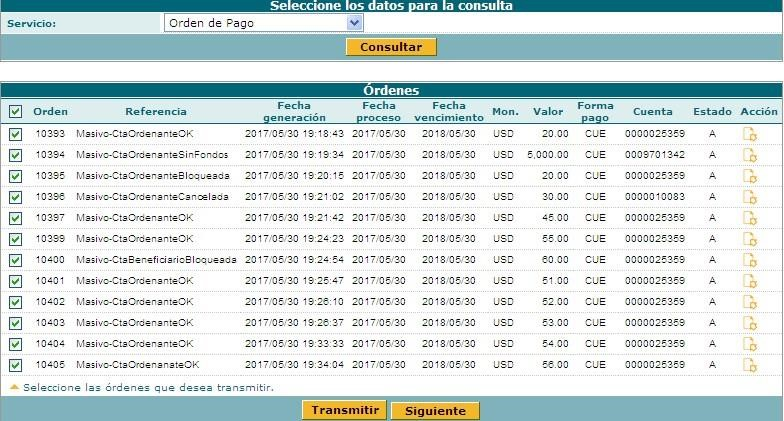 Seleccione los datos para la consulta
Servicio: Orden de Pago
Consultar
Órdenes
Orden Referencia Fecha generación Fecha proceso Fecha vencimiento Mon. Valor Forma pago Cuenta Estado Acción
10393 Masivo-CtaOrdenanteOK 2017/05/30 19:18:43 2017/05/30 2018/05/30 USD 20.00 CUE 0000025359 A
10394 Masivo-CtaOrdenanteSinFondos 2017/05/30 19:19:34 2017/05/30 2018/05/30 USD 5,000.00 CUE 0009701342 A
10395 Masivo-CtaOrdenanteBloqueada 2017/05/30 19:20:15 2017/05/30 2018/05/30 USD 20.00 CUE 0000025359 A
10396 Masivo-CtaOrdenanteCancelada 2017/05/30 19:21:02 2017/05/30 2018/05/30 USD 30.00 CUE 0000010083 A
10397 Masivo-CtaOrdenanteOK 2017/05/30 19:21:42 2017/05/30 2018/05/30 USD 45.00 CUE 0000025359 A
10399 Masivo-CtaOrdenanteOK 2017/05/30 19:24:23 2017/05/30 2018/05/30 USD 55.00 CUE 0000025359 A
10400 Masivo-CtaBeneficiarioBloqueada 2017/05/30 19:24:54 2017/05/30 2018/05/30 USD 60.00 CUE 0000025359 A
10401 Masivo-CtaOrdenanteOK 2017/05/30 19:25:47 2017/05/30 2018/05/30 USD 51.00 CUE 0000025359 A
10402 Masivo-CtaOrdenanteOK 2017/05/30 19:26:10 2017/05/30 2018/05/30 USD 52.00 CUE 0000025359 A
10403 Masivo-CtaOrdenanteOK 2017/05/30 19:26:37 2017/05/30 2018/05/30 USD 53.00 CUE 0000025359 A
10404 Masivo-CtaOrdenanteOK 2017/05/30 19:33:33 2017/05/30 2018/05/30 USD 54.00 CUE 0000025359 A
10405 Masivo-CtaOrdenanateOK 2017/05/30 19:34:04 2017/05/30 2018/05/30 USD 56.00 CUE 0000025359 A
Seleccione las órdenes que desea transmitir.
Transmitir Siguiente